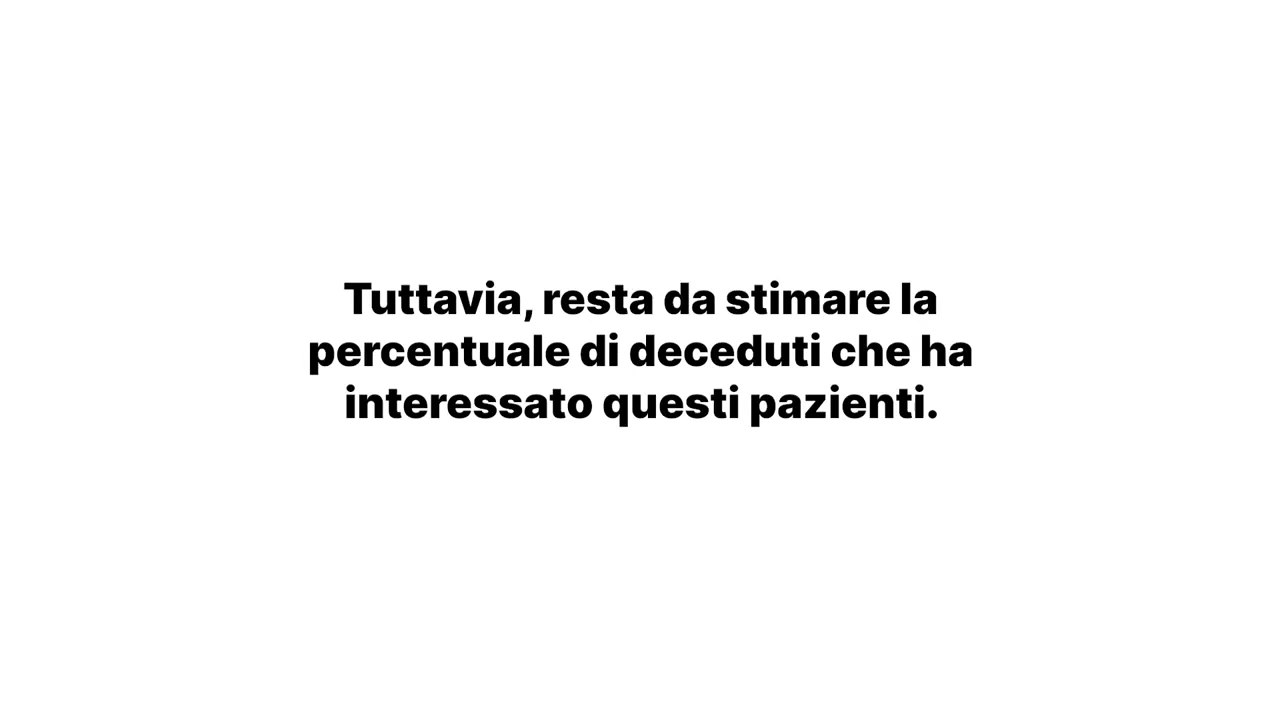 Tuttavia, resta da stimare la
percentuale di deceduti che ha
interessato questi pazienti.